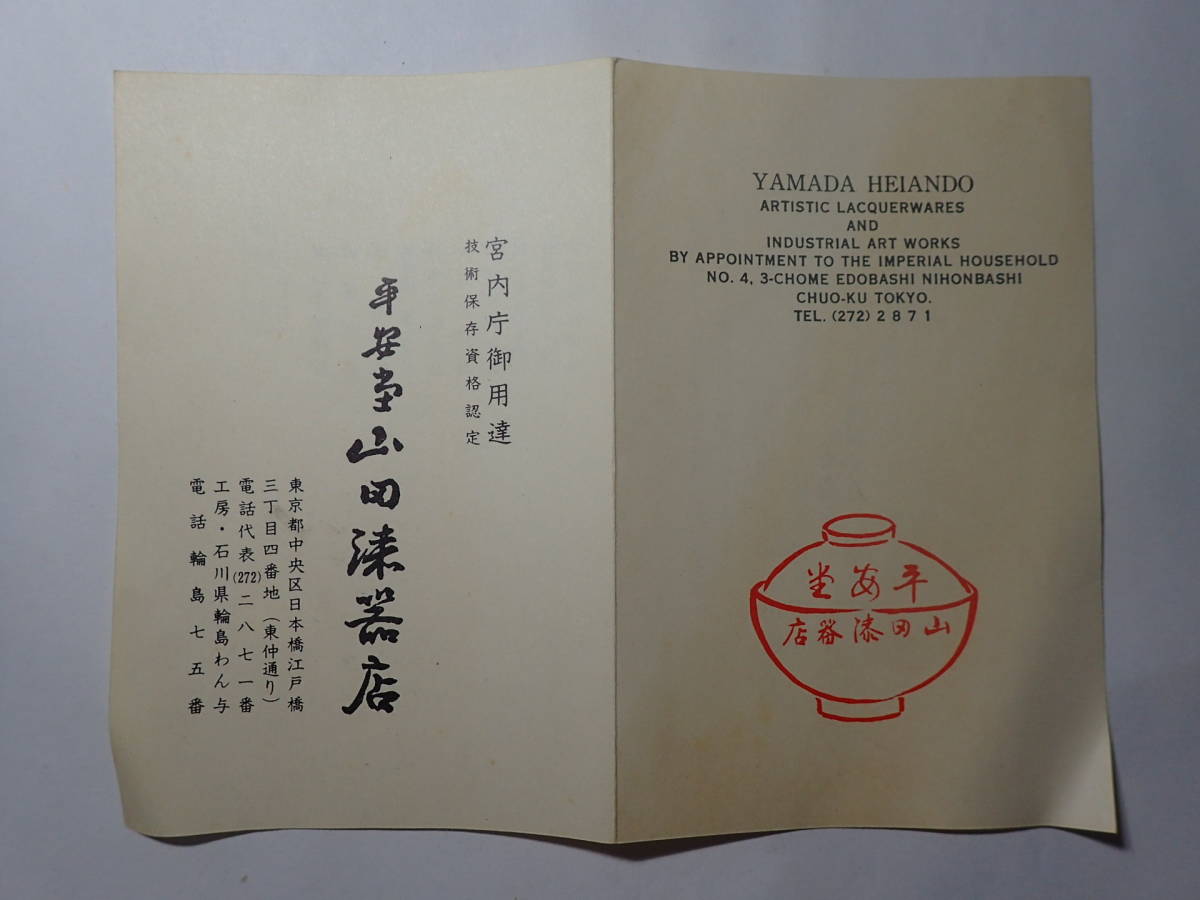 宮内庁御用達
技術保存資格認定
平安堂山田漆器店
東京都中央区日本橋江戸橋
三丁目四番地（東仲通り）
電話代表(272)二八七一番
工房・石川県輪島わん与
電話輪島七五番
YAMADA HEIANDO
ARTISTIC LACQUERWARES
AND
INDUSTRIAL ART WORKS
BY APPOINTMENT TO THE IMPERIAL HOUSEHOLD
NO. 4, 3-CHOME EDOBASHI NIHONBASHI
CHUO-KU TOKYO.
TEL. (272) 2871
平安堂
山田漆器店